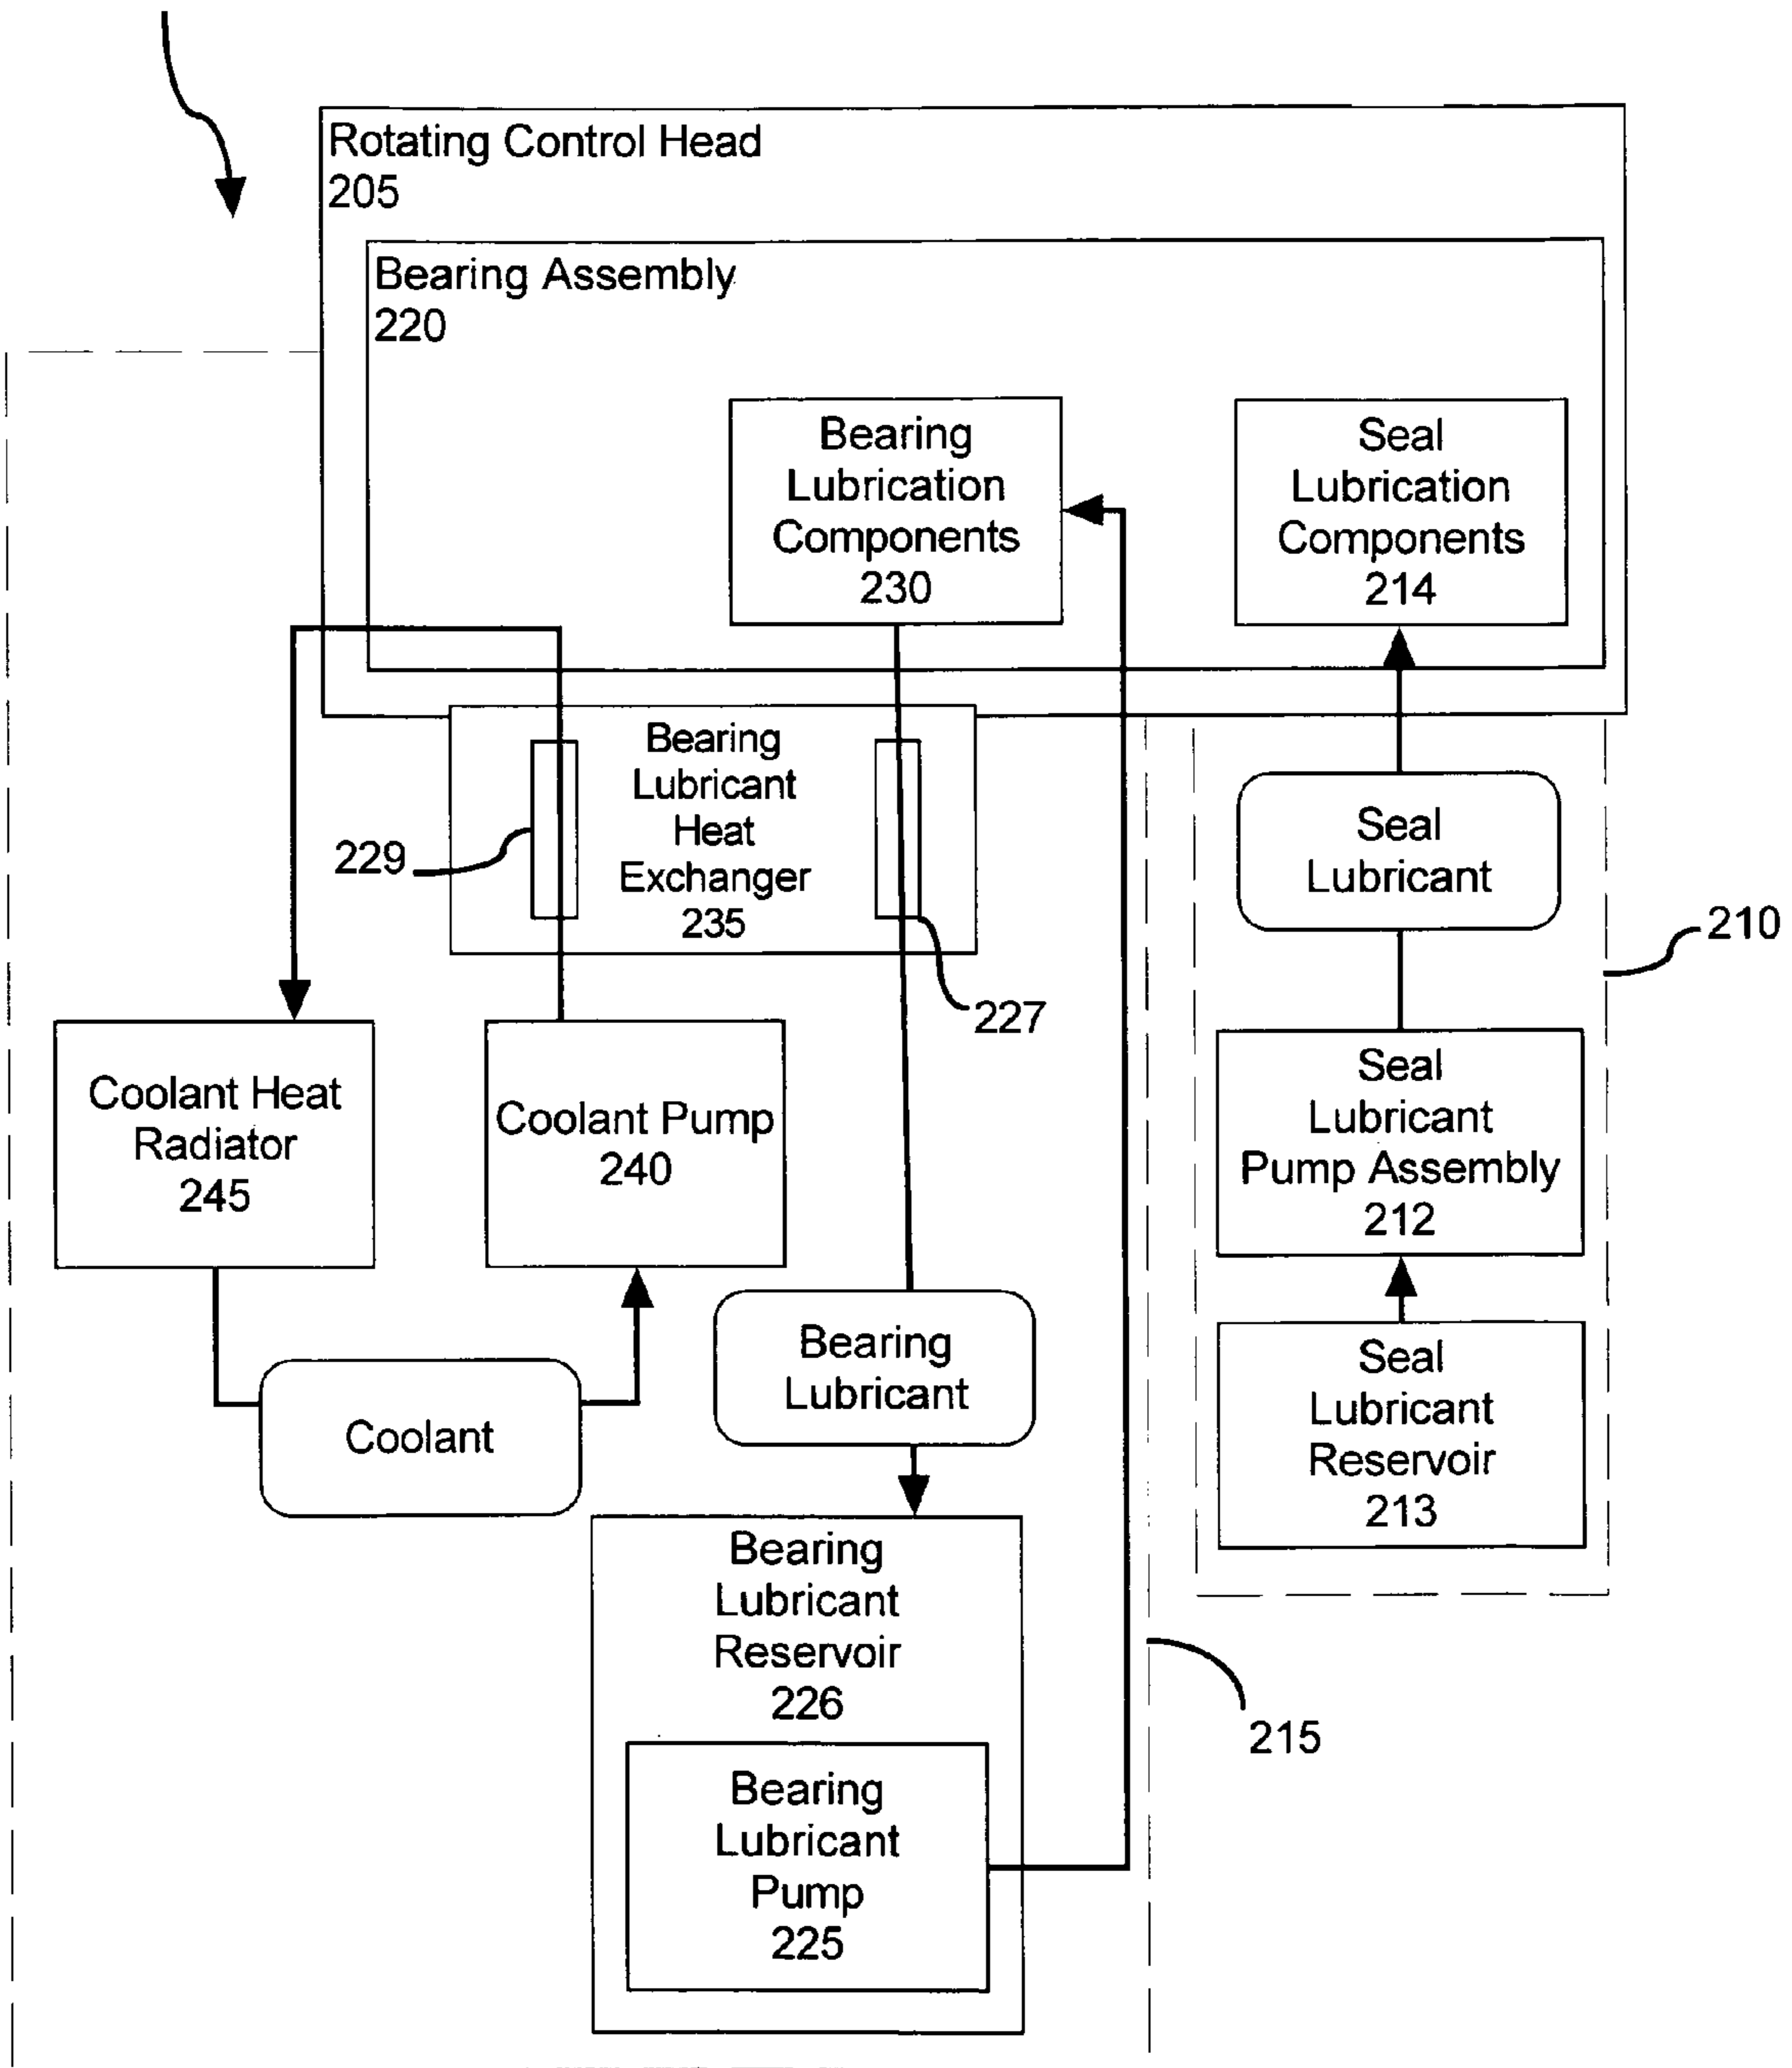 Rotating Control Head
205
Bearing Assembly
220
Bearing
Lubrication
Components
230
Seal
Lubrication
Components
214
Bearing
Lubricant
Heat
Exchanger
235
229
227
Seal
Lubricant
210
Coolant Heat
Radiator
245
Coolant Pump
240
Seal
Lubricant
Pump Assembly
212
Coolant
Bearing
Lubricant
Seal
Lubricant
Reservoir
213
Bearing
Lubricant
Reservoir
226
215
Bearing
Lubricant
Pump
225